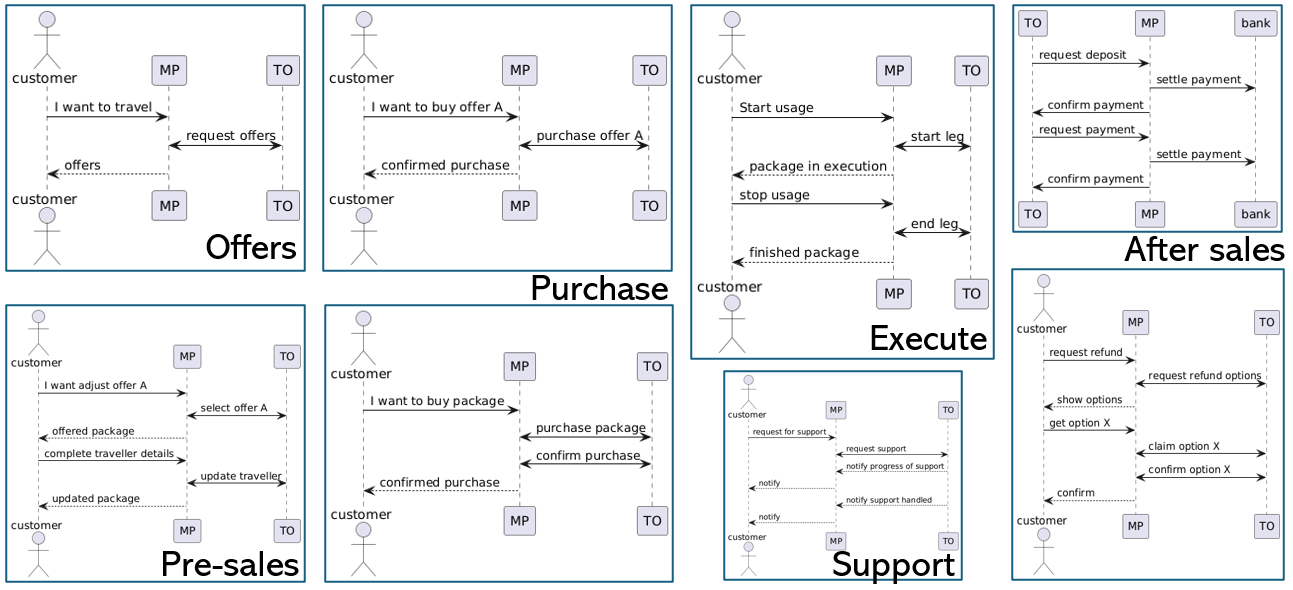 customer
MP
TO
I want to travel
request offers
offers
customer
MP
TO
Offers
customer
MP
TO
I want to buy offer A
purchase offer A
confirmed purchase
customer
MP
TO
Purchase
customer
MP
TO
Start usage
start leg
package in execution
stop usage
end leg
finished package
customer
MP
TO
Execute
TO
MP
bank
request deposit
settle payment
confirm payment
request payment
settle payment
confirm payment
TO
MP
bank
After sales
customer
MP
TO
I want adjust offer A
select offer A
offered package
complete traveller details
update traveller
updated package
customer
MP
TO
Pre-sales
customer
MP
TO
I want to buy package
purchase package
confirm purchase
confirmed purchase
customer
MP
TO
customer
MP
TO
request for support
request support
notify progress of support
notify
notify support handled
notify
customer
MP
TO
Support
customer
MP
TO
request refund
request refund options
show options
get option X
claim option X
confirm option X
confirm
customer
MP
TO